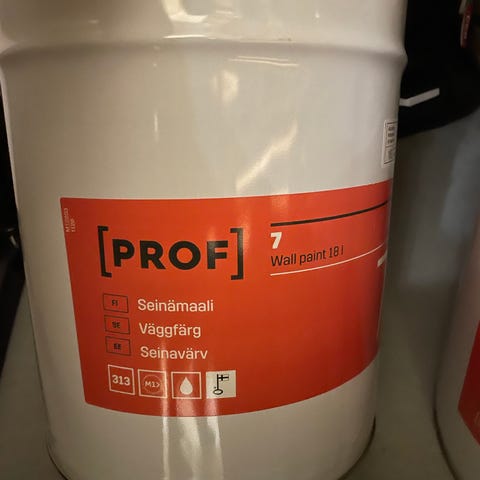 [PROF]
7
Wall paint 18 l
FI Seinämaali
SE Väggfärg
EE Seinavärv
313 M1